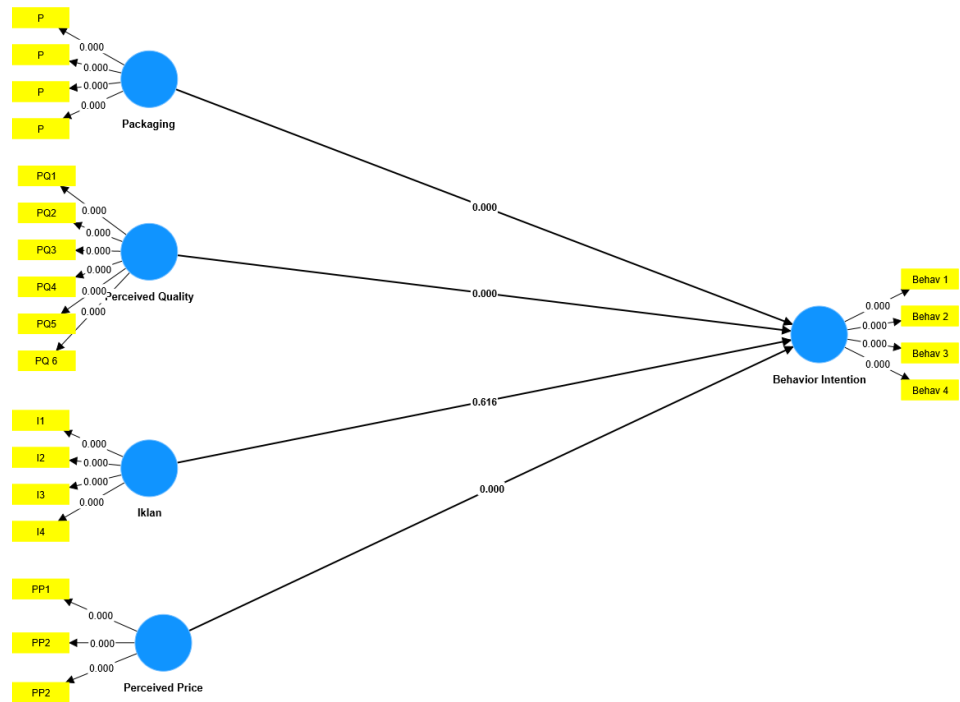 P
0.000
P
0.000
P
0.000
P
0.000
Packaging
PQ1
0.000
PQ2
0.000
PQ3
0.000
PQ4
0.000
PQ5
0.000
PQ 6
0.000
Perceived Quality
I1
0.000
I2
0.000
I3
0.000
I4
0.000
Iklan
PP1
0.000
PP2
0.000
PP2
0.000
Perceived Price
0.000
0.000
0.616
0.000
Behavior Intention
0.000
Behav 1
0.000
Behav 2
0.000
Behav 3
0.000
Behav 4